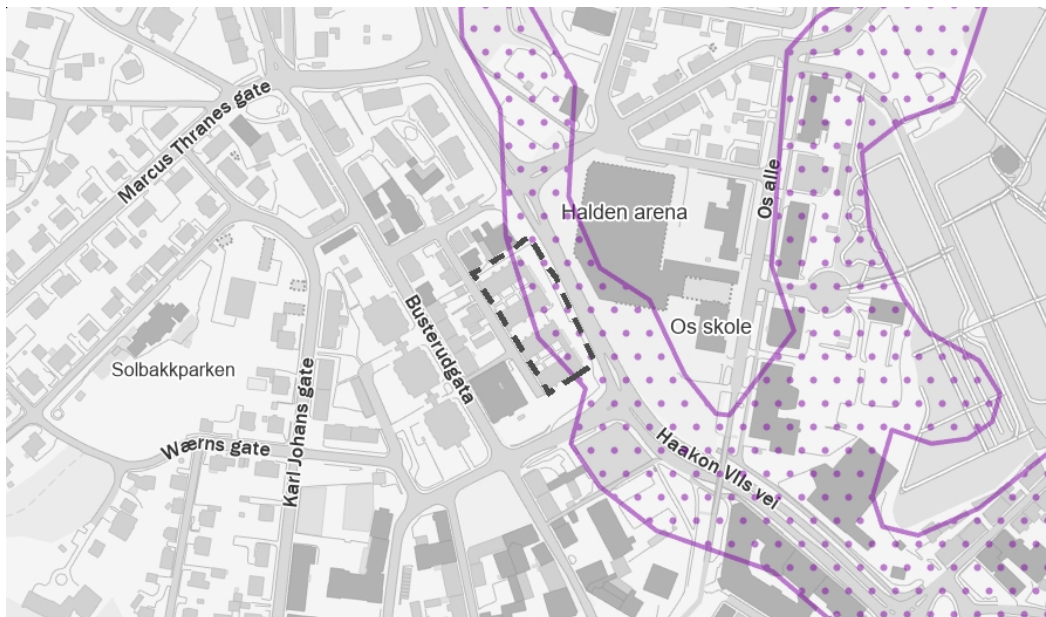 Marcus Thranes gate
Halden arena
Os alle
Busterudgata
Os skole
Solbakkparken
Karl Johans gate
Wærns gate
Haakon VIIs vei